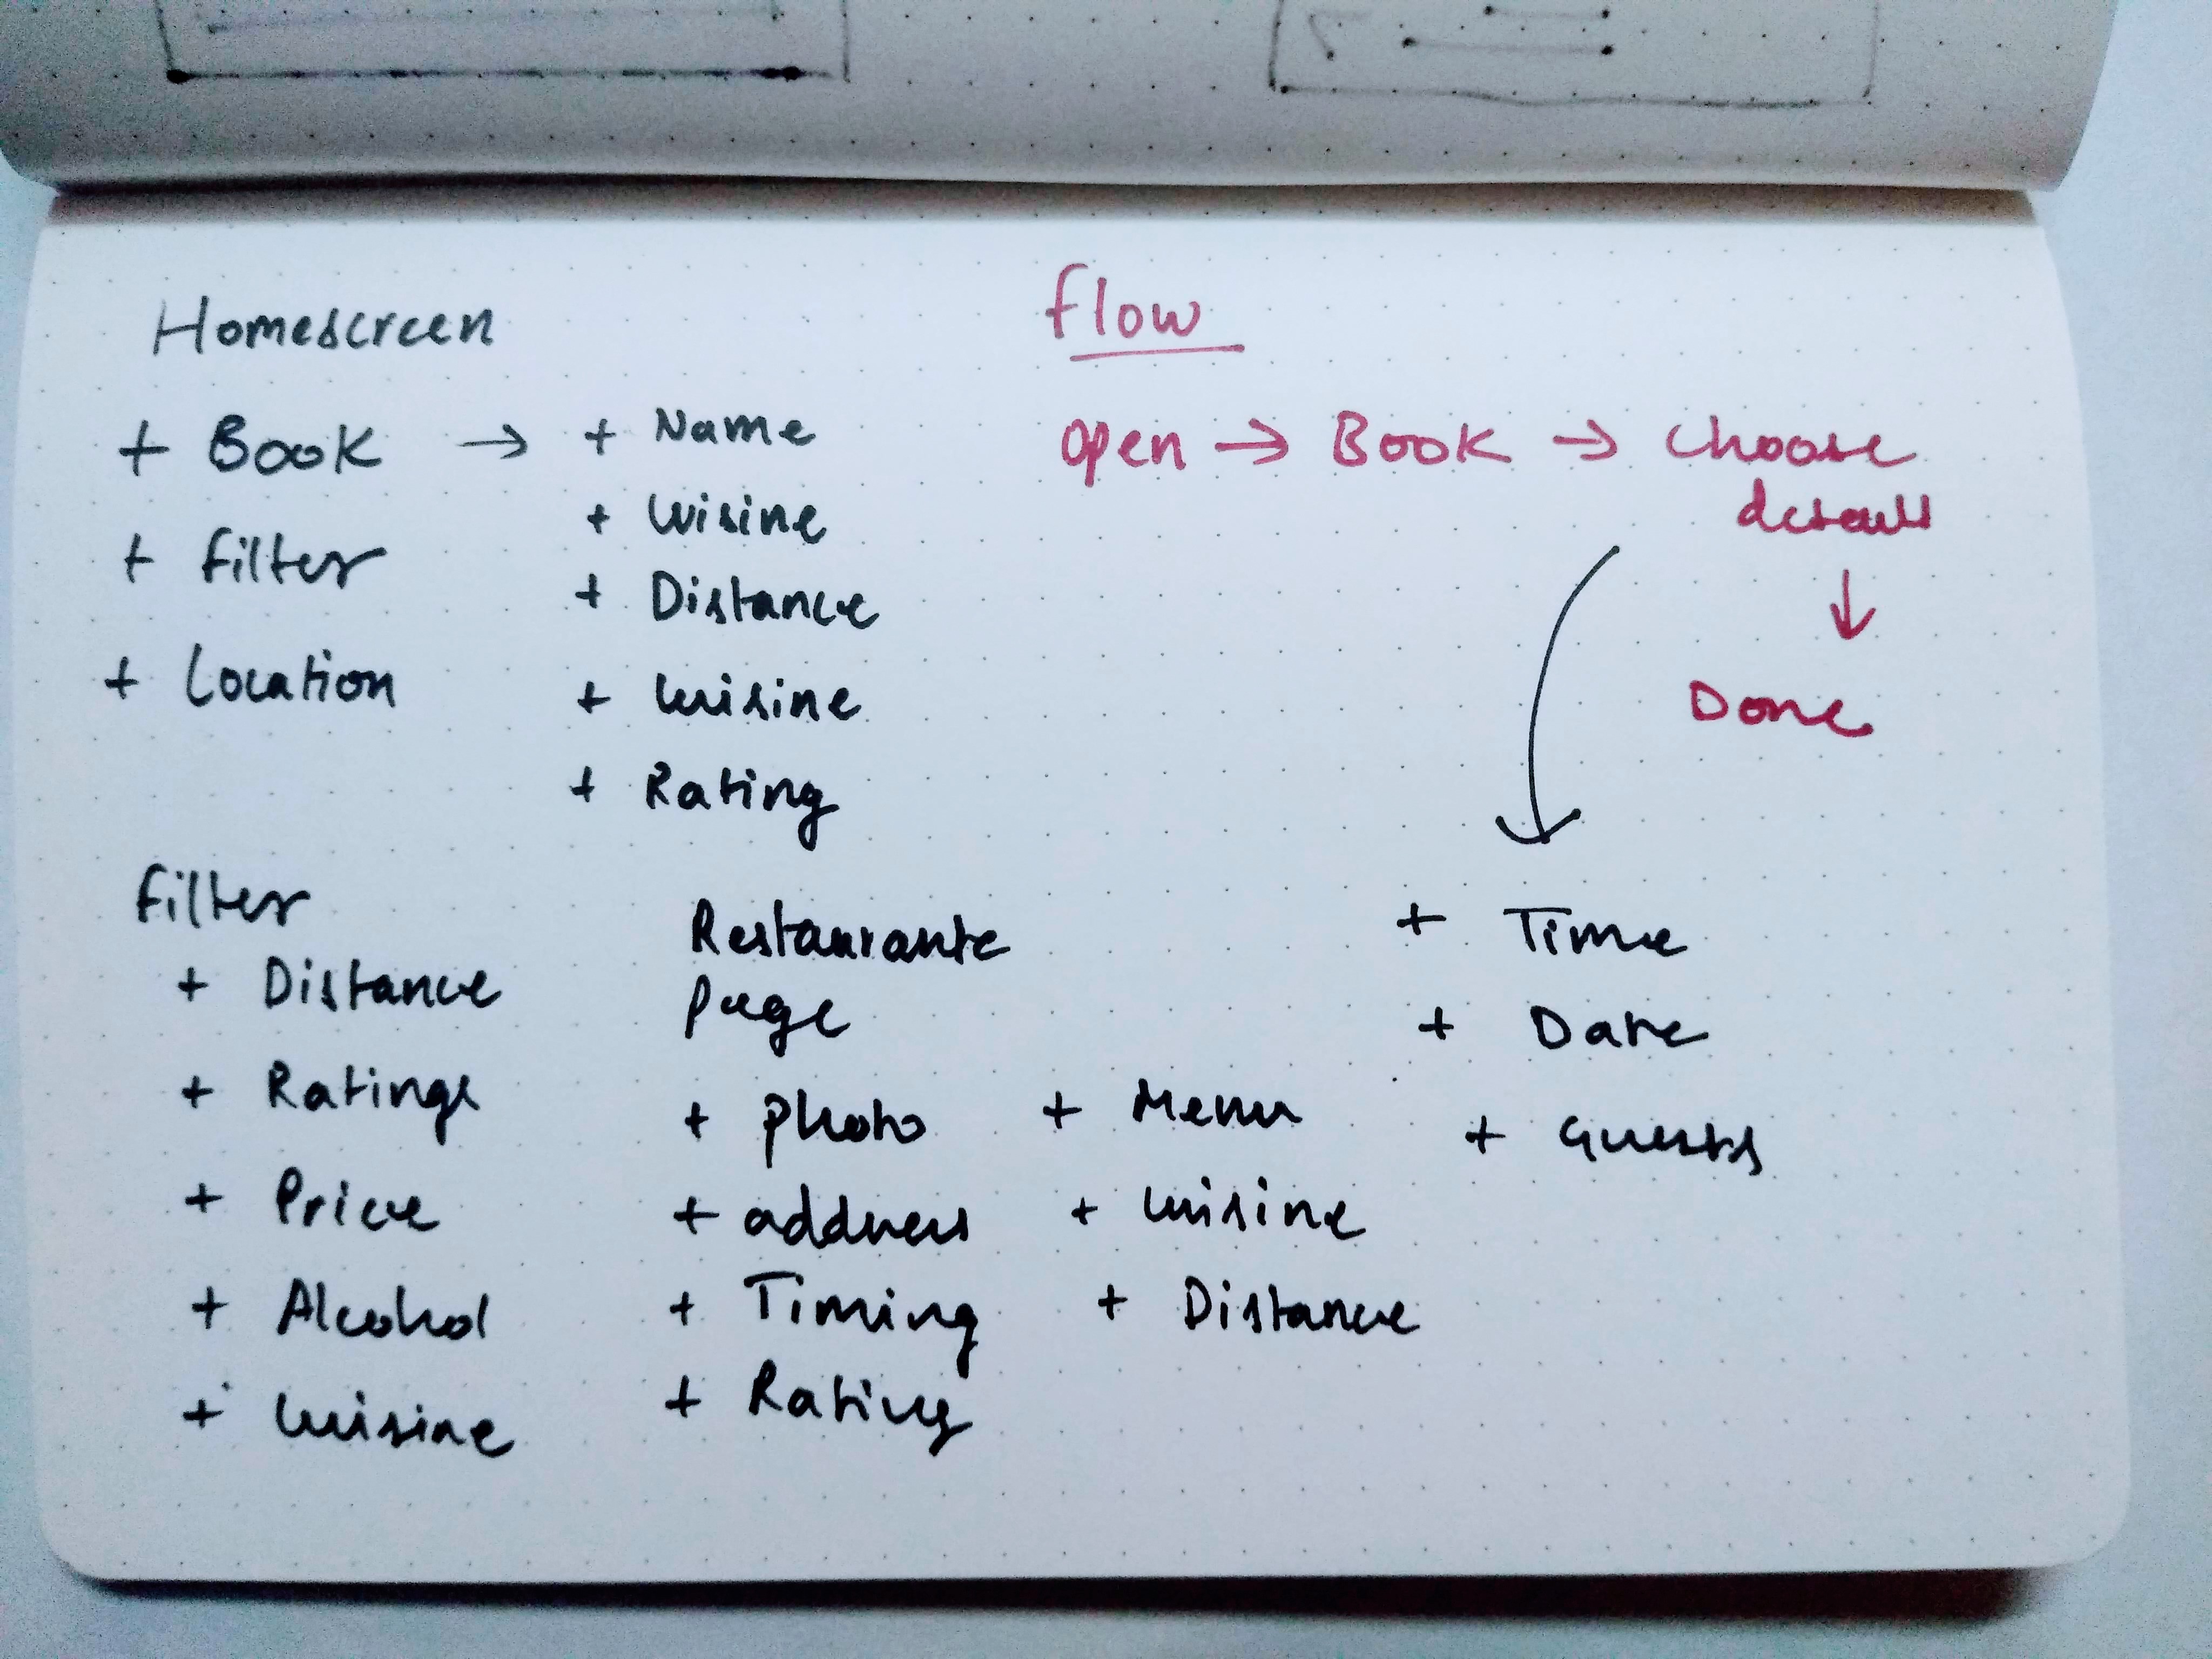 Homescreen
+ Book → + Name
+ Cuisine
+ Filter
+ Distance
+ Location
+ Cuisine
+ Rating
Flow
Open → Book → Choose
details
↓
Done
+ Time
+ Date
+ Guests
Filter
+ Distance
+ Ratings
+ Price
+ Alcohol
+ Cuisine
Restaurante
Page
+ Photo
+ address
+ Timing
+ Rating
+ Menu
+ Cuisine
+ Distance